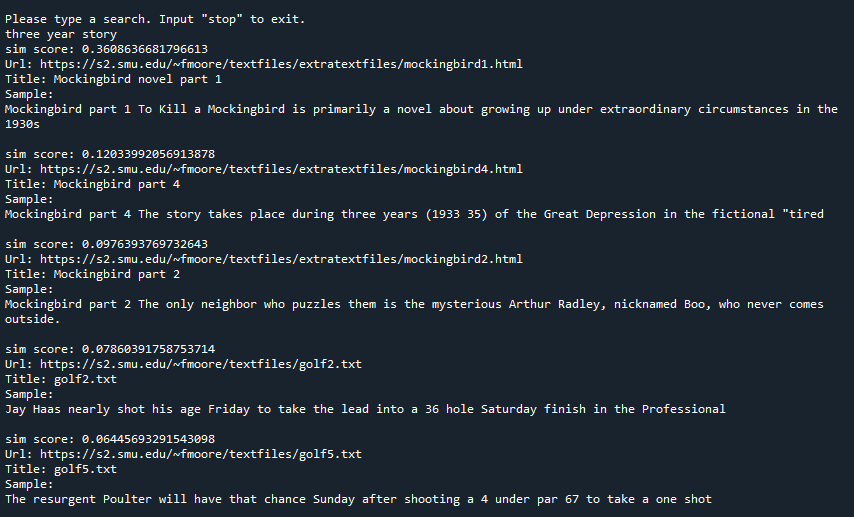 Please type a search. Input "stop" to exit.
three year story
sim score: 0.3608636681796613
Url: https://s2.smu.edu/~fmoore/textfiles/extratextfiles/mockingbird1.html
Title: Mockingbird novel part 1
Sample:
Mockingbird part 1 To Kill a Mockingbird is primarily a novel about growing up under extraordinary circumstances in the
1930s
sim score: 0.12033992056913878
Url: https://s2.smu.edu/~fmoore/textfiles/extratextfiles/mockingbird4.html
Title: Mockingbird part 4
Sample:
Mockingbird part 4 The story takes place during three years (1933 35) of the Great Depression in the fictional "tired
sim score: 0.0976393769732643
Url: https://s2.smu.edu/~fmoore/textfiles/extratextfiles/mockingbird2.html
Title: Mockingbird part 2
Sample:
Mockingbird part 2 The only neighbor who puzzles them is the mysterious Arthur Radley, nicknamed Boo, who never comes
outside.
sim score: 0.07860391758753714
Url: https://s2.smu.edu/~fmoore/textfiles/golf2.txt
Title: golf2.txt
Sample:
Jay Haas nearly shot his age Friday to take the lead into a 36 hole Saturday finish in the Professional
sim score: 0.06445693291543098
Url: https://s2.smu.edu/~fmoore/textfiles/golf5.txt
Title: golf5.txt
Sample:
The resurgent Poulter will have that chance Sunday after shooting a 4 under par 67 to take a one shot